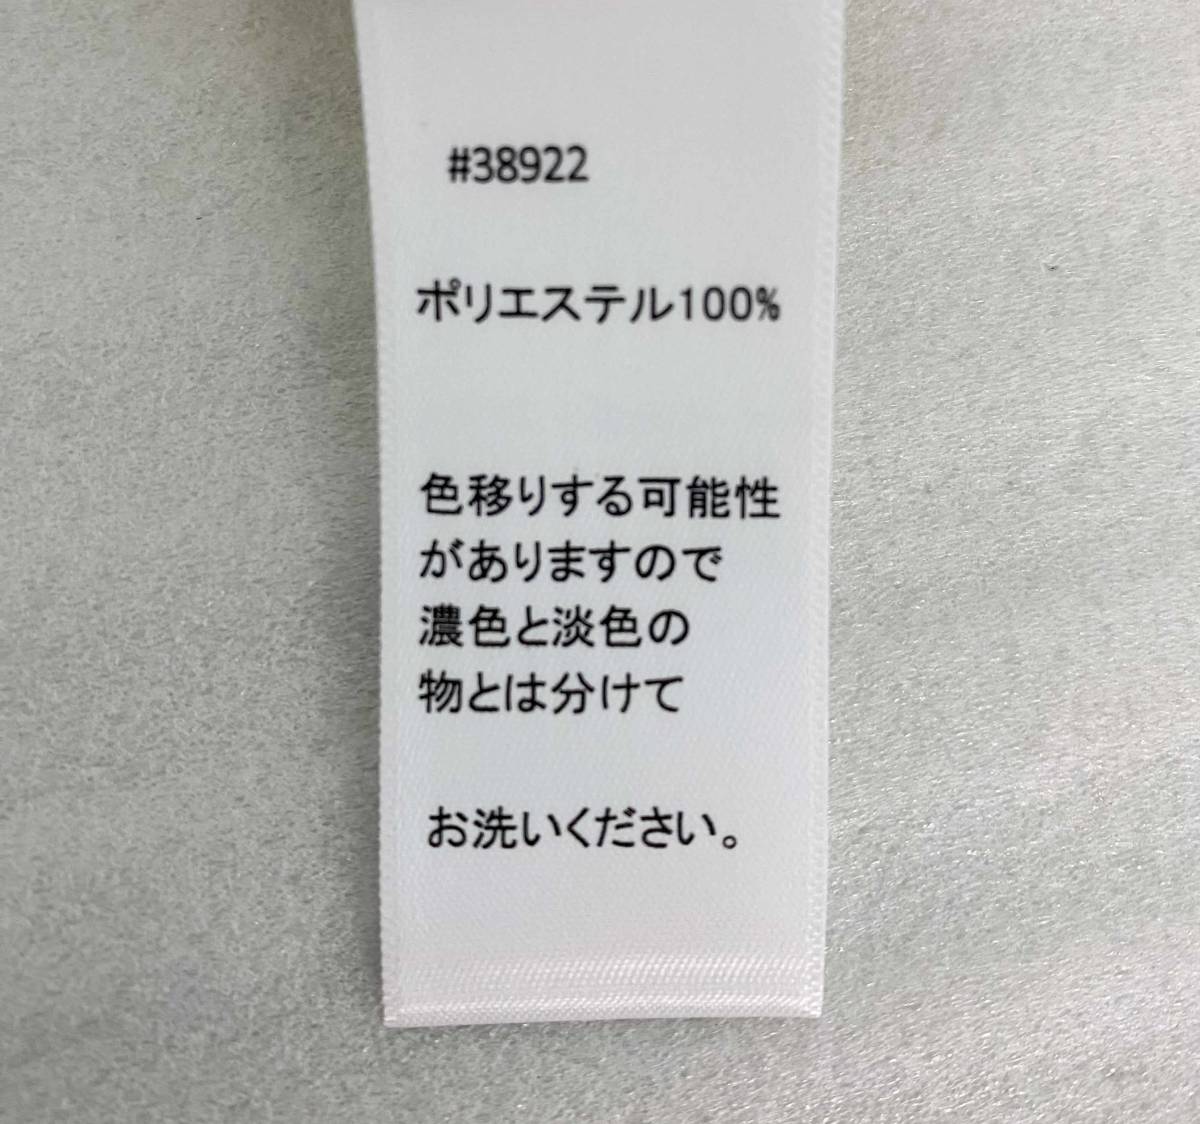 #38922
ポリエステル100%
色移りする可能性
がありますので
濃色と淡色の
物とは分けて
お洗いください。